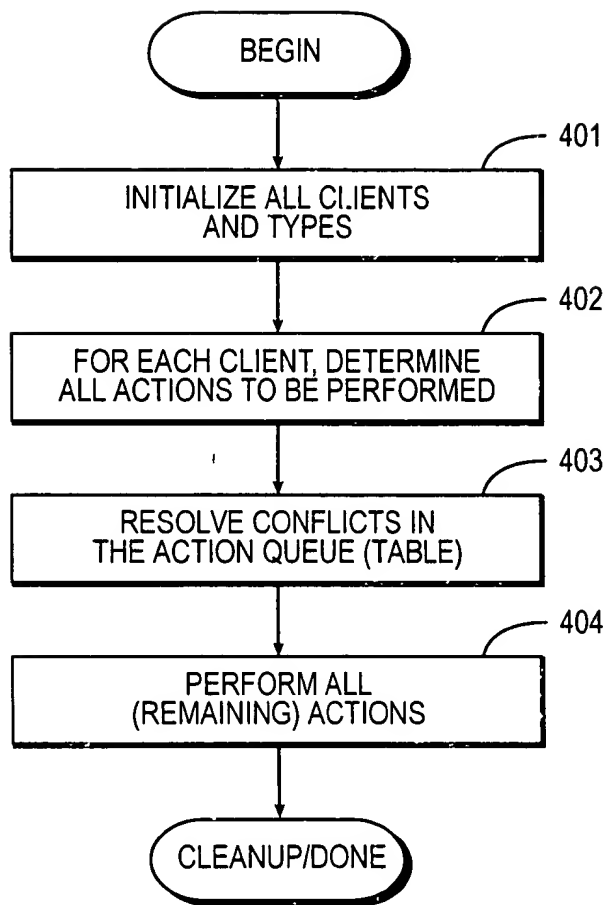 BEGIN
401
INITIALIZE ALL CLIENTS
AND TYPES
402
FOR EACH CLIENT, DETERMINE
ALL ACTIONS TO BE PERFORMED
403
RESOLVE CONFLICTS IN
THE ACTION QUEUE (TABLE)
404
PERFORM ALL
(REMAINING) ACTIONS
CLEANUP/DONE